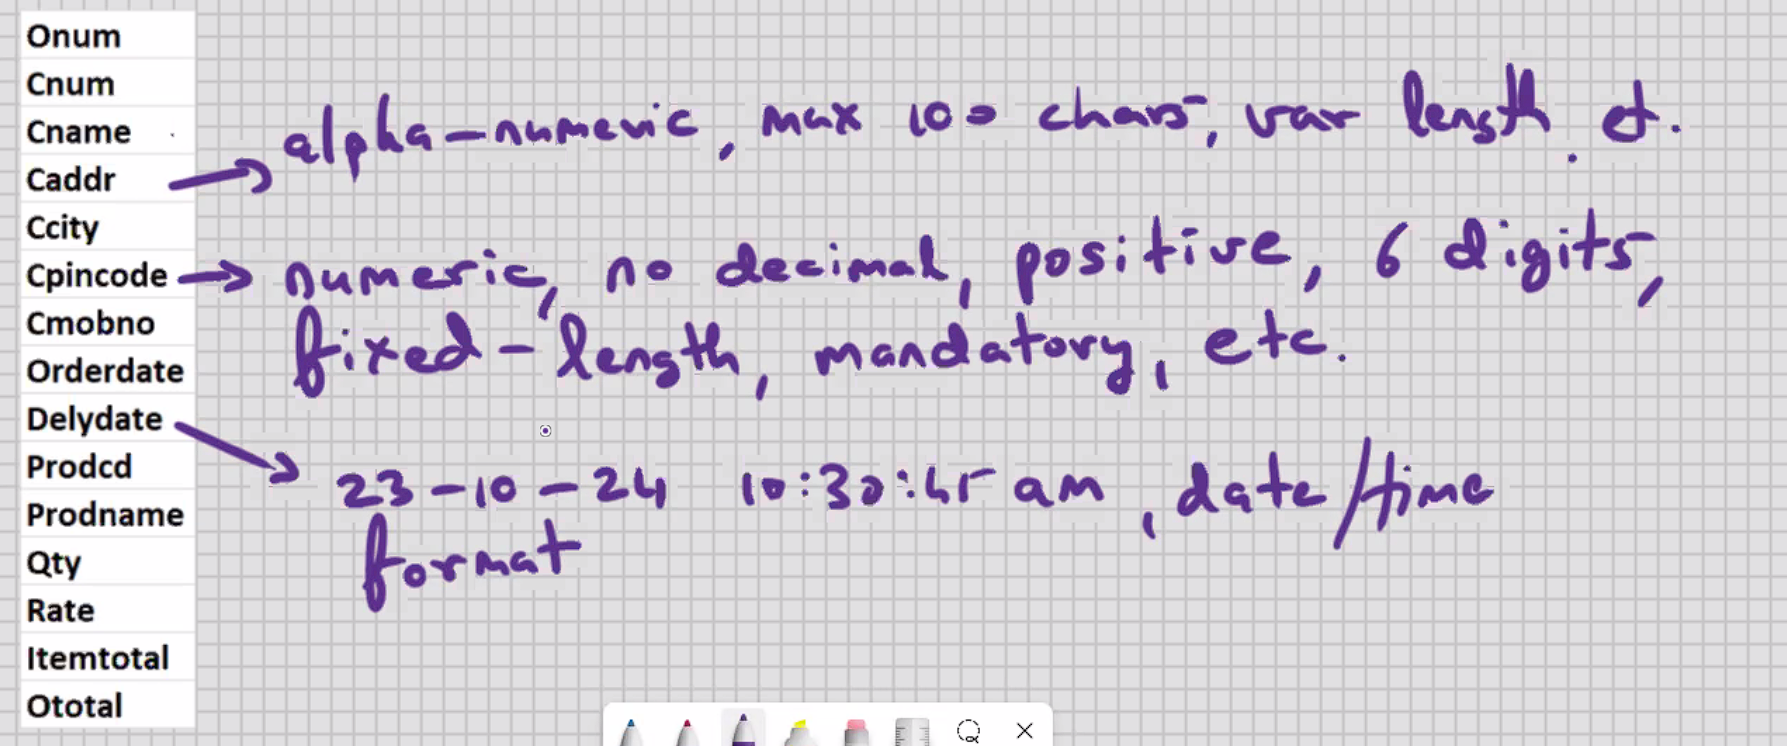 Onum
Cnum
Cname
alpha-numeric, max 100 chars, var length, et.
Caddr
Ccity
Cpincode
numeric, no decimal, positive, 6 digits,
Cmobno
fixed-length, mandatory, etc.
Orderdate
Delydate
Prodcd
23-10-24 10:30:45 am, date/time
Prodname
format
Qty
Rate
Itemtotal
Ototal